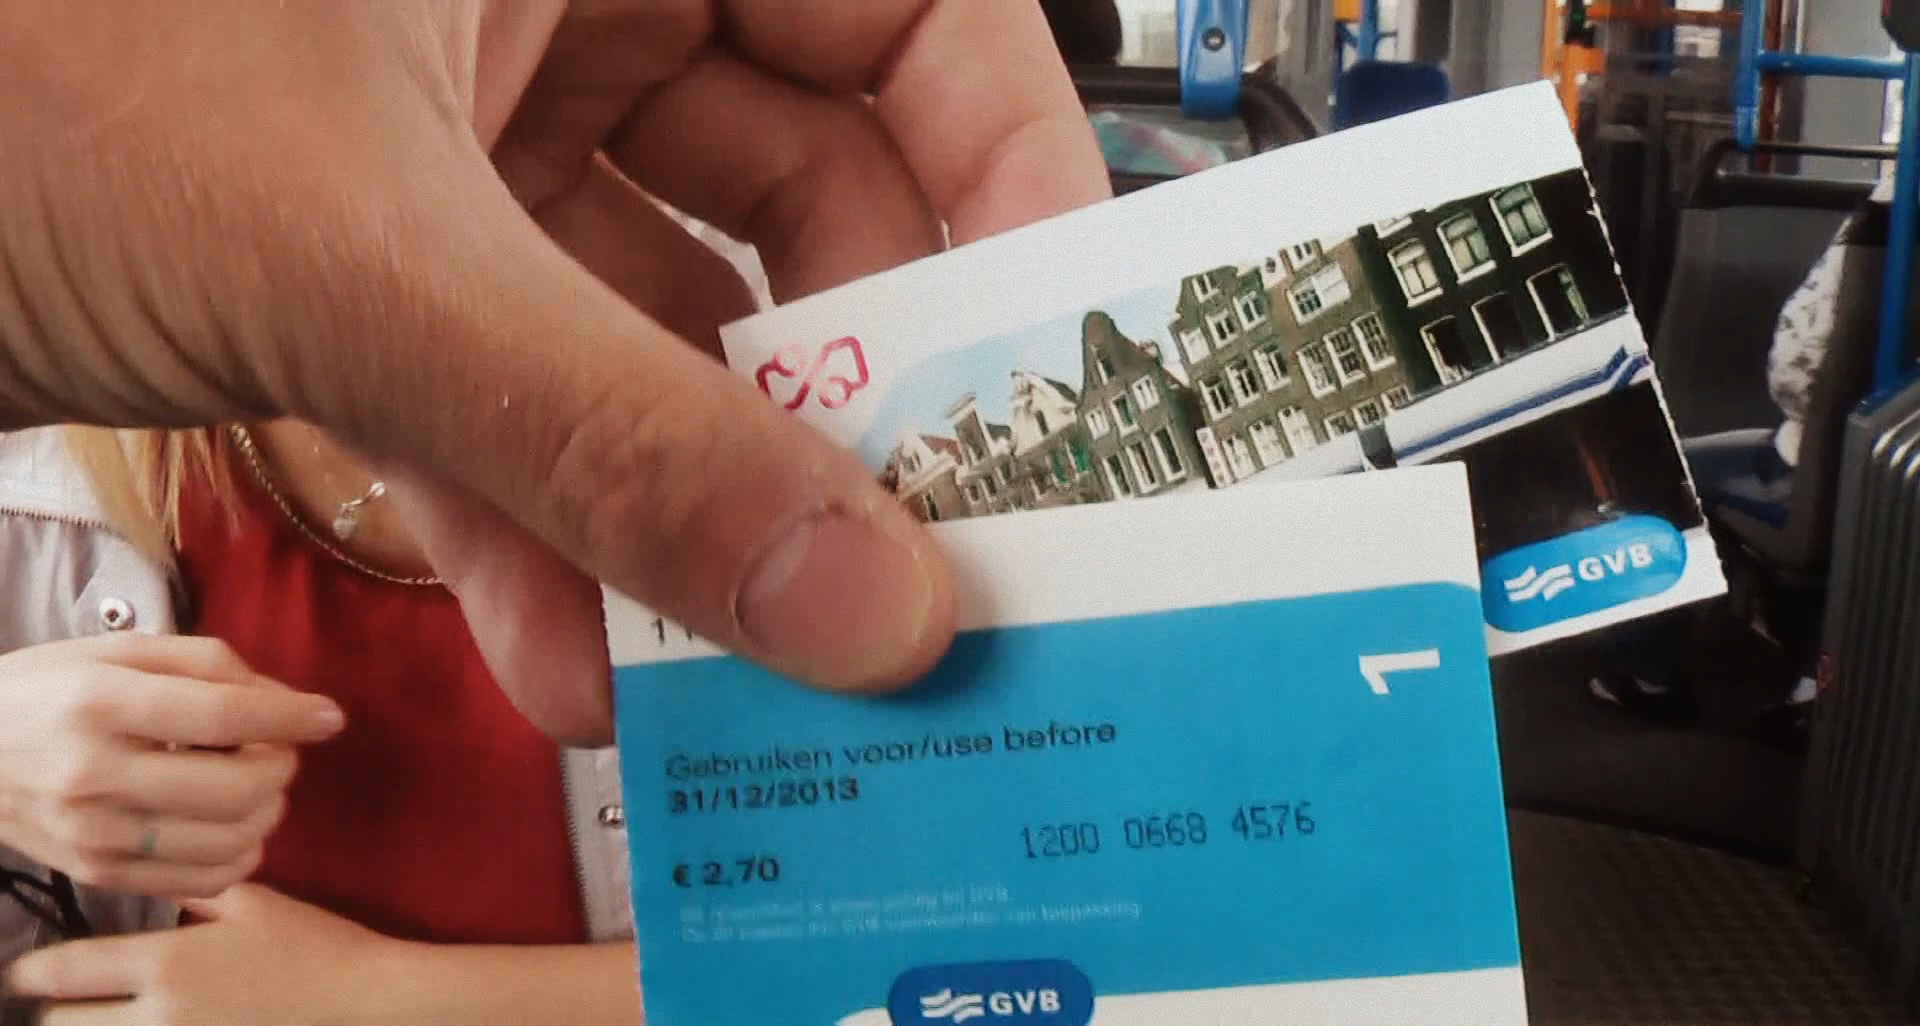 GVB
1
Gebruiken voor/use before
31/12/2013
1200 0668 4576
€ 2,70
GVB